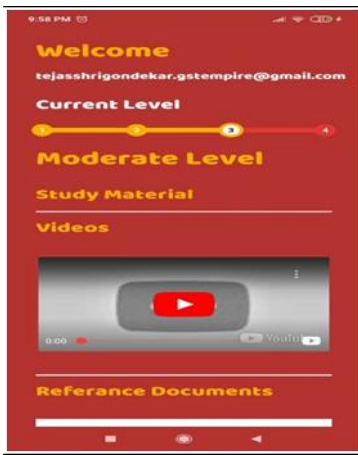 9:58 PM
Welcome
tejasshrigondekar.gstempire@gmail.com
Current Level
1 2 3 4
Moderate Level
Study Material
Videos
0:00 YouTube
Referance Documents